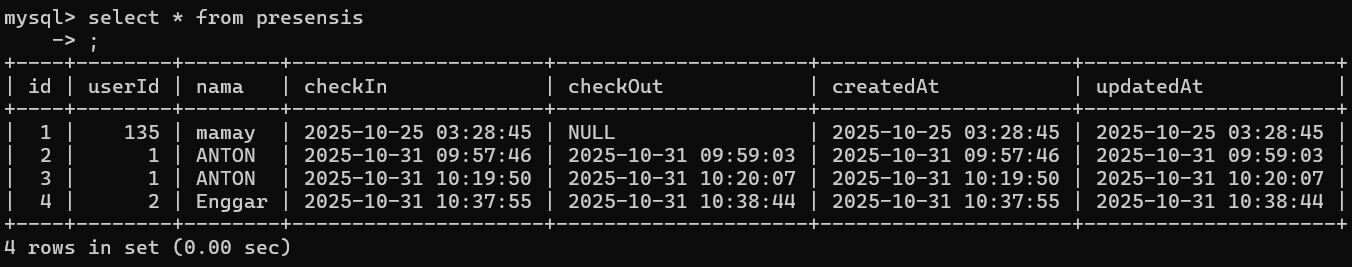 mysql> select * from presensis
    -> ;
+----+--------+--------+---------------------+---------------------+---------------------+---------------------+
| id | userId | nama   | checkIn             | checkOut            | createdAt           | updatedAt           |
+----+--------+--------+---------------------+---------------------+---------------------+---------------------+
|  1 |    135 | mamay  | 2025-10-25 03:28:45 | NULL                | 2025-10-25 03:28:45 | 2025-10-25 03:28:45 |
|  2 |      1 | ANTON  | 2025-10-31 09:57:46 | 2025-10-31 09:59:03 | 2025-10-31 09:57:46 | 2025-10-31 09:59:03 |
|  3 |      1 | ANTON  | 2025-10-31 10:19:50 | 2025-10-31 10:20:07 | 2025-10-31 10:19:50 | 2025-10-31 10:20:07 |
|  4 |      2 | Enggar | 2025-10-31 10:37:55 | 2025-10-31 10:38:44 | 2025-10-31 10:37:55 | 2025-10-31 10:38:44 |
+----+--------+--------+---------------------+---------------------+---------------------+---------------------+
4 rows in set (0.00 sec)